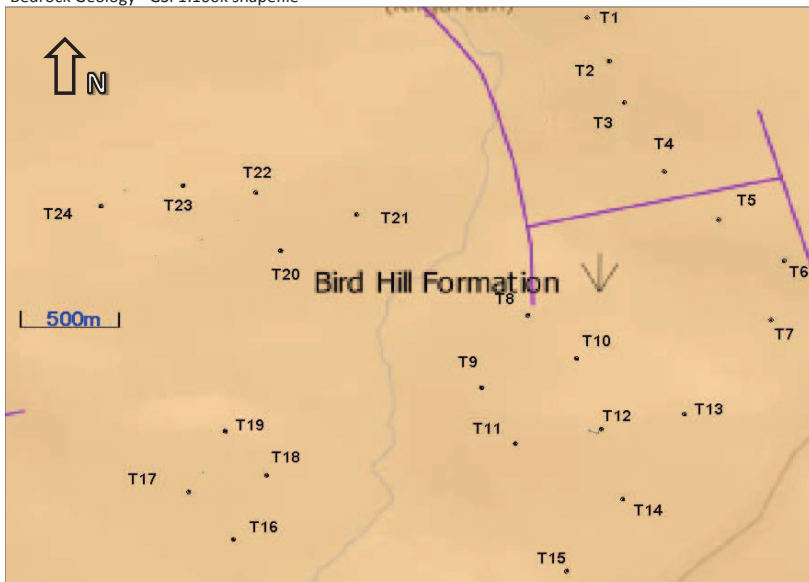 Bedrock Geology - GSI 1:100k shapefile
(Kilgarvan)
N
T1
T2
T3
T4
T22
T24
T23
T21
T5
T20
T6
Bird Hill Formation
T8
500m
T7
T10
T9
T13
T19
T12
T11
T18
T17
T14
T16
T15